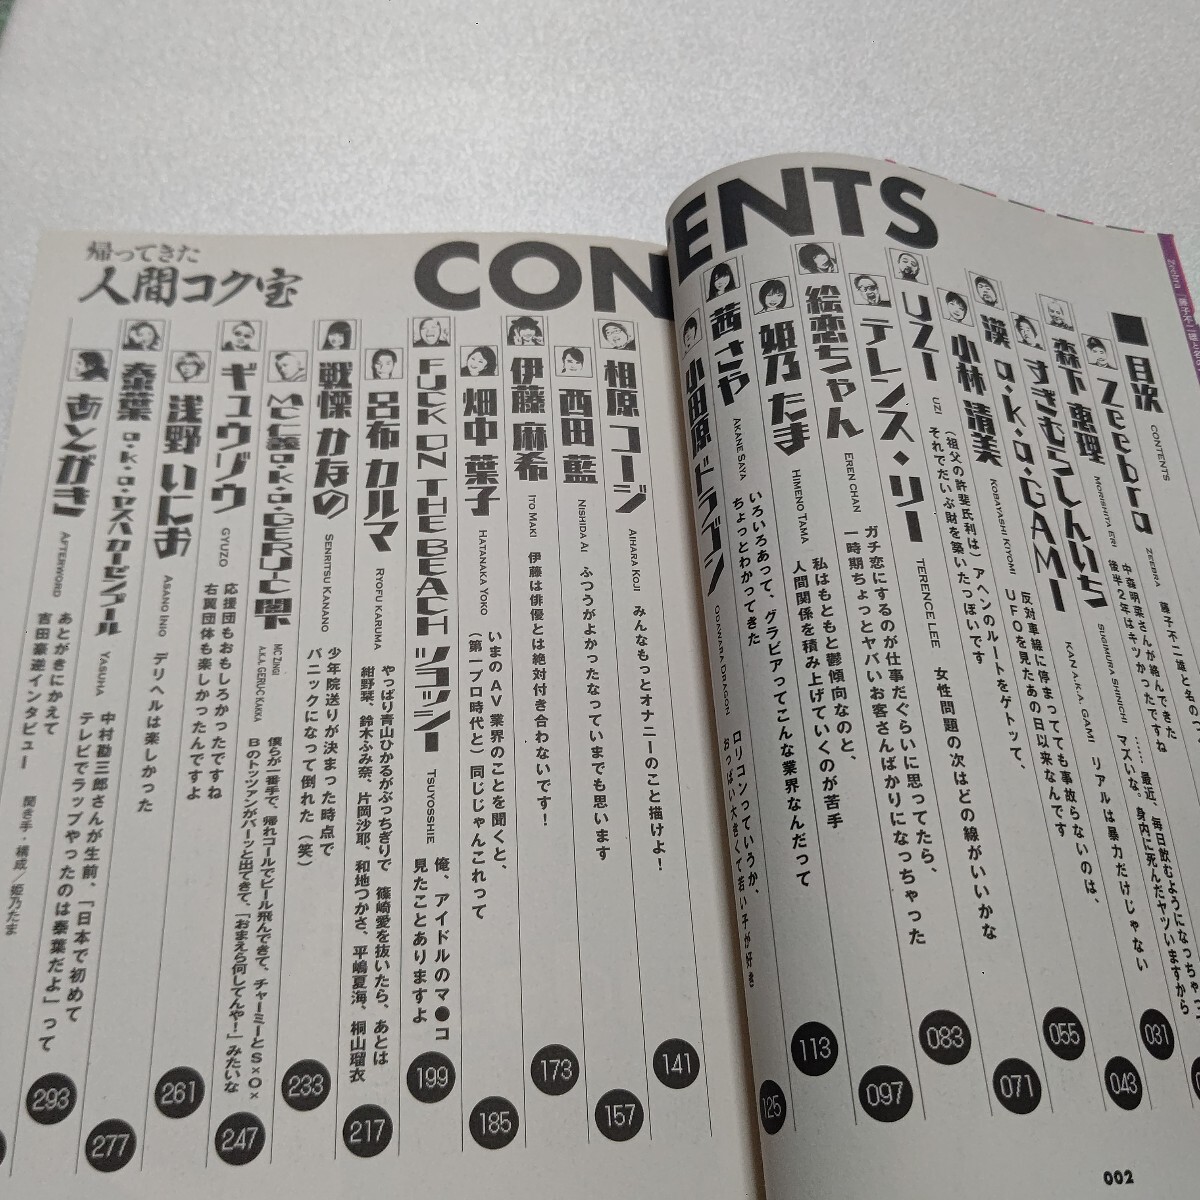 CONTENTS
帰ってきた
人間コク宝
Zeebra 「藤子不二雄と名の
■目次
CONTENTS
Zeebra
ZEEBRA
藤子不二雄と名のつ
031
森下 恵理
MORISHITA ERI
中森明菜さんが絡んできた
後半2年はキツかったですね
043
すぎむらしんいち
SUGIMURA SHINICHI
……最近、毎日飲むようになっちゃって
マズいな。身内に死んだヤツいますから
055
漢 a.k.a. GAMI
KAN A.K.A. GAMI
リアルは暴力だけじゃない
071
小林 清美
KOBAYASHI KIYOMI
反対車線に停まってても事故らないのは、
UFOを見たあの日以来なんです
083
UZI
UZI
（祖父の許斐氏利は）アヘンのルートをゲトッて、
それでだいぶ財を築いたっぽいです
097
テレンス・リー
TERENCE LEE
女性問題の次はどの線がいいかな
絵恋ちゃん
EREN CHAN
ガチ恋にするのが仕事だぐらいに思ってたら、
一時期ちょっとヤバいお客さんばかりになっちゃった
113
姫乃 たま
HIMENO TAMA
私はもともと鬱傾向なのと、
人間関係を積み上げていくのが苦手
125
茜 さや
AKANE SAYA
いろいろあって、グラビアってこんな業界なんだって
ちょっとわかってきた
小田原ドラゴン
ODAWARA DRAGON
ロリコンっていうか、
おっぱい大きくて若い子が好き
002
相原 コージ
AIHARA KOJI
みんなもっとオナニーのこと描けよ！
141
西田 藍
NISHIDA AI
ふつうがよかったなっていまでも思います
157
伊藤 麻希
ITO MAKI
伊藤は俳優とは絶対付き合わないです！
173
畑中 葉子
HATANAKA YOKO
いまのAV業界のことを聞くと、
（第一プロ時代と）同じじゃんこれって
185
FUCK ON THE BEACH ツヨッシー
TSUYOSSHIE
俺、アイドルのマ●コ
見たことありますよ
199
呂布 カルマ
RYOFU KARUMA
やっぱり青山ひかるがぶっちぎりで 篠崎愛を抜いたら、あとは
紺野栞、鈴木ふみ奈、片岡沙耶、和地つかさ、平嶋夏海、桐山瑠衣
217
戦慄 かなの
SENRITSU KANANO
少年院送りが決まった時点で
パニックになって倒れた（笑）
233
MC仁義a.k.a.GERU-C閣下
MC ZINGI
A.K.A. GERU-C KAKKA
僕らが一番手で、帰れコールでビール飛んできて、チャーミーとS×O×
Bのトッツァンがバーッと出てきて、「おまえら何してんや！」みたいな
247
ギュウゾウ
GYUZO
応援団もおもしろかったですね
右翼団体も楽しかったんですよ
261
浅野 いにお
ASANO INIO
デリヘルは楽しかった
277
泰葉 a.k.a.ヤスハカーゼンプール
YASUHA
中村勘三郎さんが生前、「日本で初めて
テレビでラップやったのは泰葉だよ」って
293
あとがき
AFTERWORD
あとがきにかえて
吉田豪逆インタビュー
聞き手・構成／姫乃たま